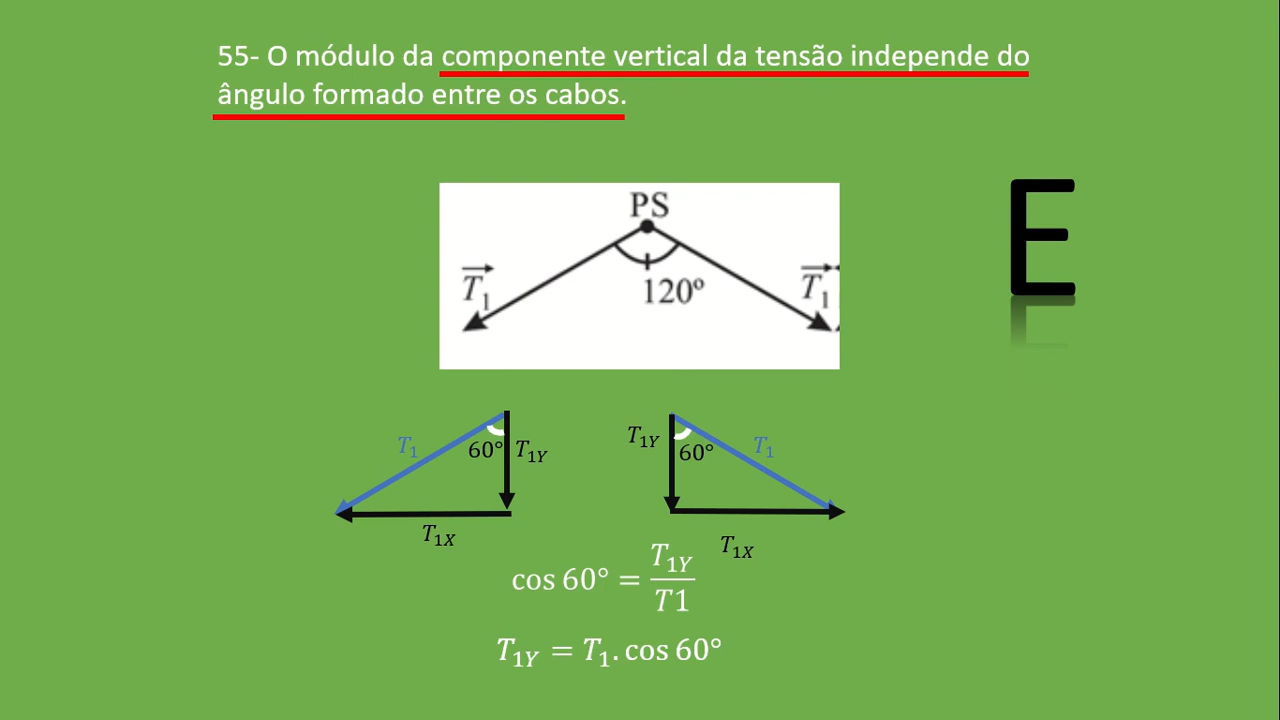 55- O módulo da componente vertical da tensão independe do
ângulo formado entre os cabos.
E
PS
T₁ 120º T₁
T₁ 60° T₁Y T₁Y 60° T₁
T₁X T₁X
cos 60° = T₁Y / T1
T₁Y = T₁. cos 60°